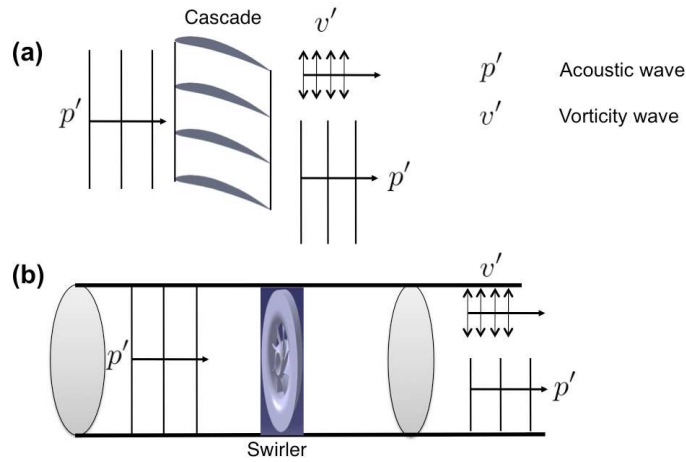 Cascade
(a)
v′
p′
p′
p′ Acoustic wave
v′ Vorticity wave
(b)
v′
p′
p′
Swirler